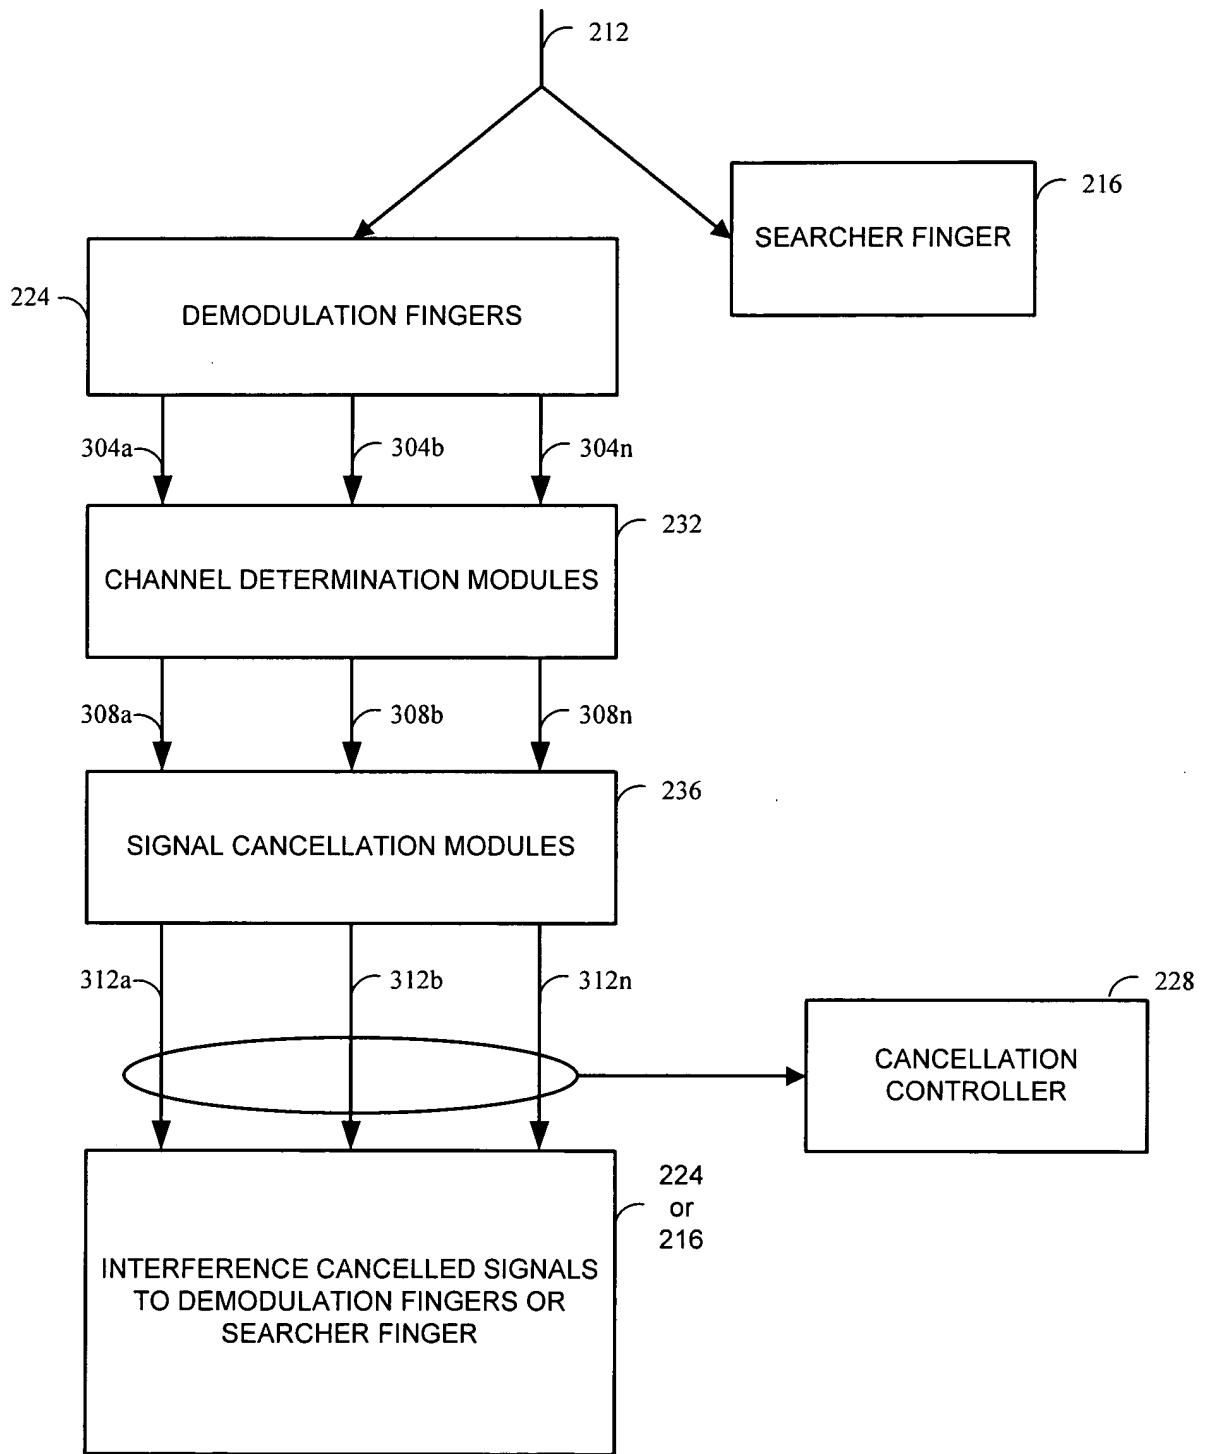 212
216
SEARCHER FINGER
224
DEMODULATION FINGERS
304a
304b
304n
232
CHANNEL DETERMINATION MODULES
308a
308b
308n
236
SIGNAL CANCELLATION MODULES
312a
312b
312n
228
CANCELLATION
CONTROLLER
224
or
216
INTERFERENCE CANCELLED SIGNALS
TO DEMODULATION FINGERS OR
SEARCHER FINGER